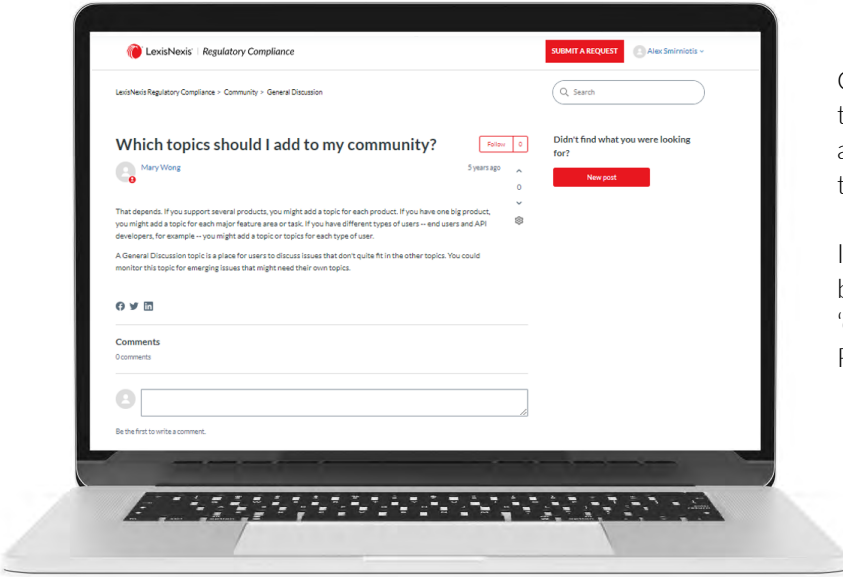 LexisNexis® | Regulatory Compliance
SUBMIT A REQUEST
Alex Smirniotis
LexisNexis Regulatory Compliance > Community > General Discussion
Search
Which topics should I add to my community?
Follow 0
Mary Wong
5 years ago
0
Didn't find what you were looking
for?
New post
That depends. If you support several products, you might add a topic for each product. If you have one big product,
you might add a topic for each major feature area or task. If you have different types of users -- end users and API
developers, for example -- you might add a topic or topics for each type of user.
A General Discussion topic is a place for users to discuss issues that don't quite fit in the other topics. You could
monitor this topic for emerging issues that might need their own topics.
Comments
0 comments
Be the first to write a comment.